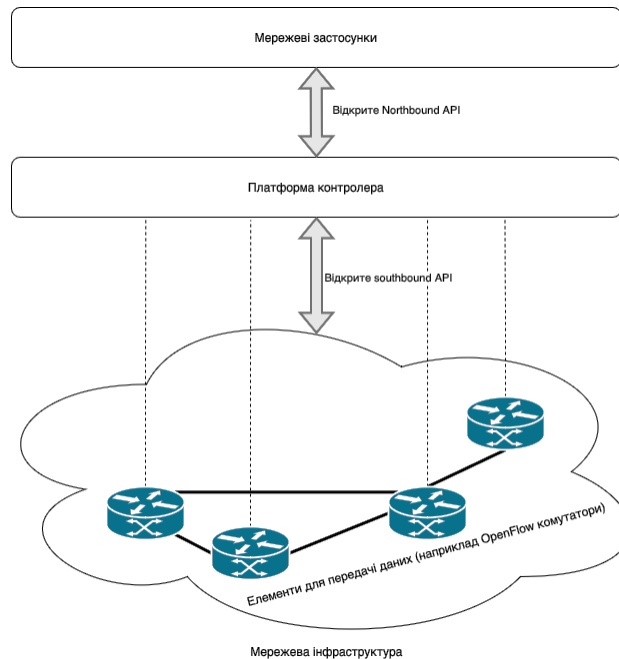 Мережеві застосунки
Відкрите Northbound API
Платформа контролера
Відкрите southbound API
Елементи для передачі даних (наприклад OpenFlow комутатори)
Мережева інфраструктура